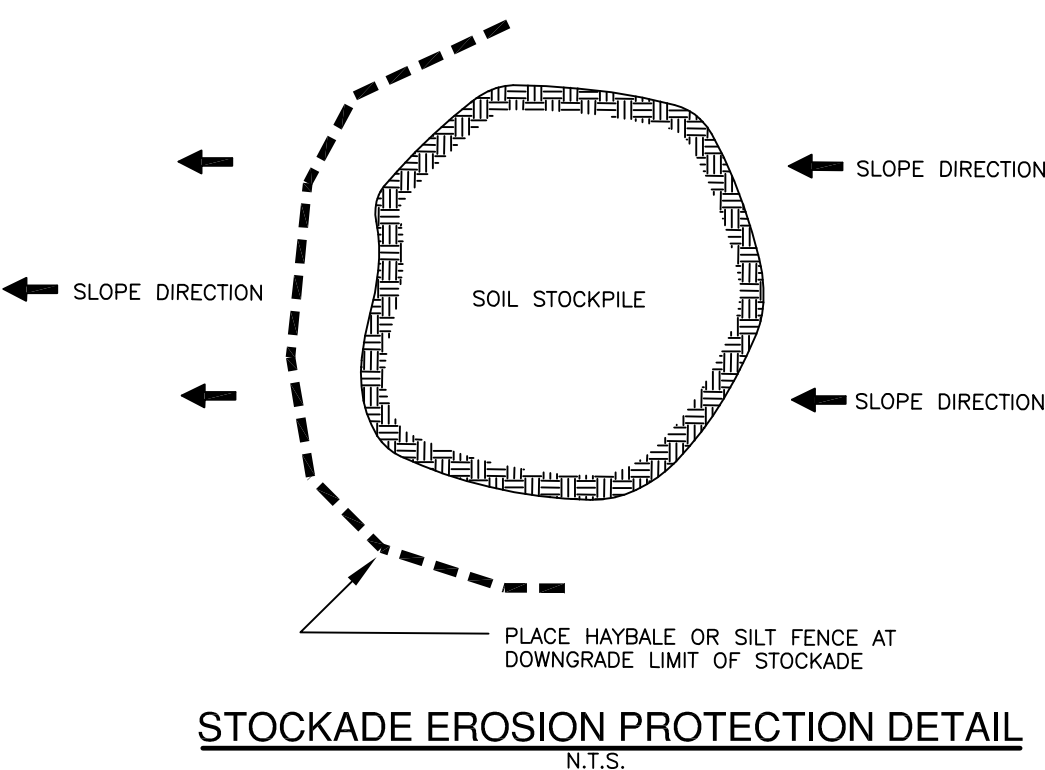 SLOPE DIRECTION
SLOPE DIRECTION
SOIL STOCKPILE
SLOPE DIRECTION
PLACE HAYBALE OR SILT FENCE AT
DOWNGRADE LIMIT OF STOCKADE
STOCKADE EROSION PROTECTION DETAIL
N.T.S.